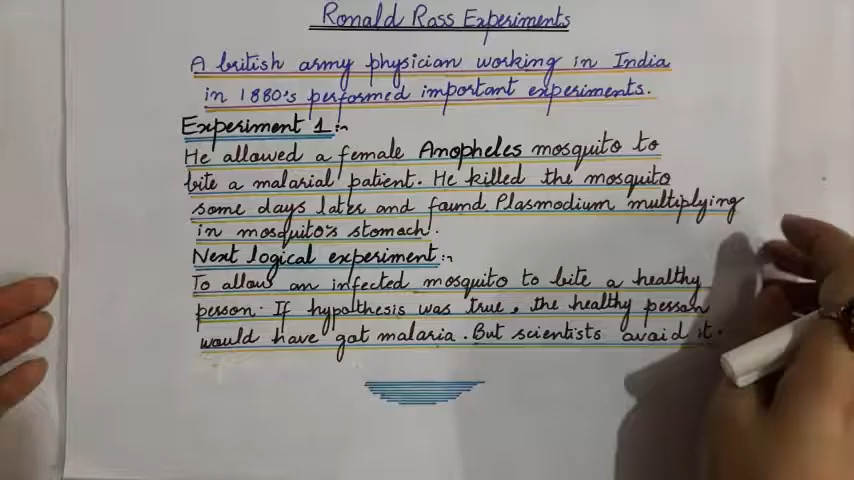 Ronald Ross Experiments
A british army physician working in India
in 1880's performed important experiments.
Experiment 1:-
He allowed a female Anopheles mosquito to
bite a malarial patient. He killed the mosquito
some days later and found Plasmodium multiplying
in mosquito's stomach.
Next logical experiment:-
To allow an infected mosquito to bite a healthy
person. If hypothesis was true, the healthy person
would have got malaria. But scientists avoid it.